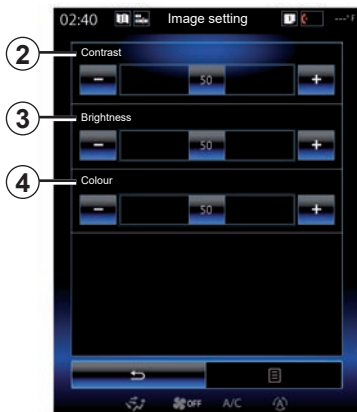 02:40 Image setting ---°F
2 Contrast
− 50 +
3 Brightness
− 50 +
4 Colour
− 50 +
OFF A/C A